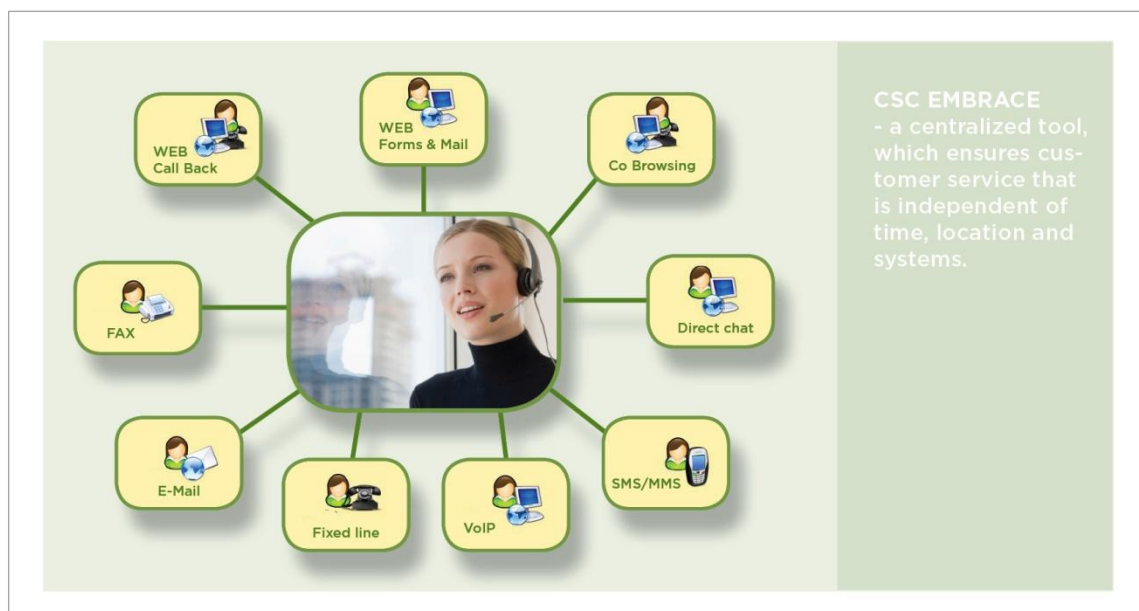 WEB
Call Back
WEB
Forms & Mail
Co Browsing
FAX
Direct chat
E-Mail
Fixed line
VoIP
SMS/MMS
CSC EMBRACE
- a centralized tool,
which ensures cus-
tomer service that
is independent of
time, location and
systems.